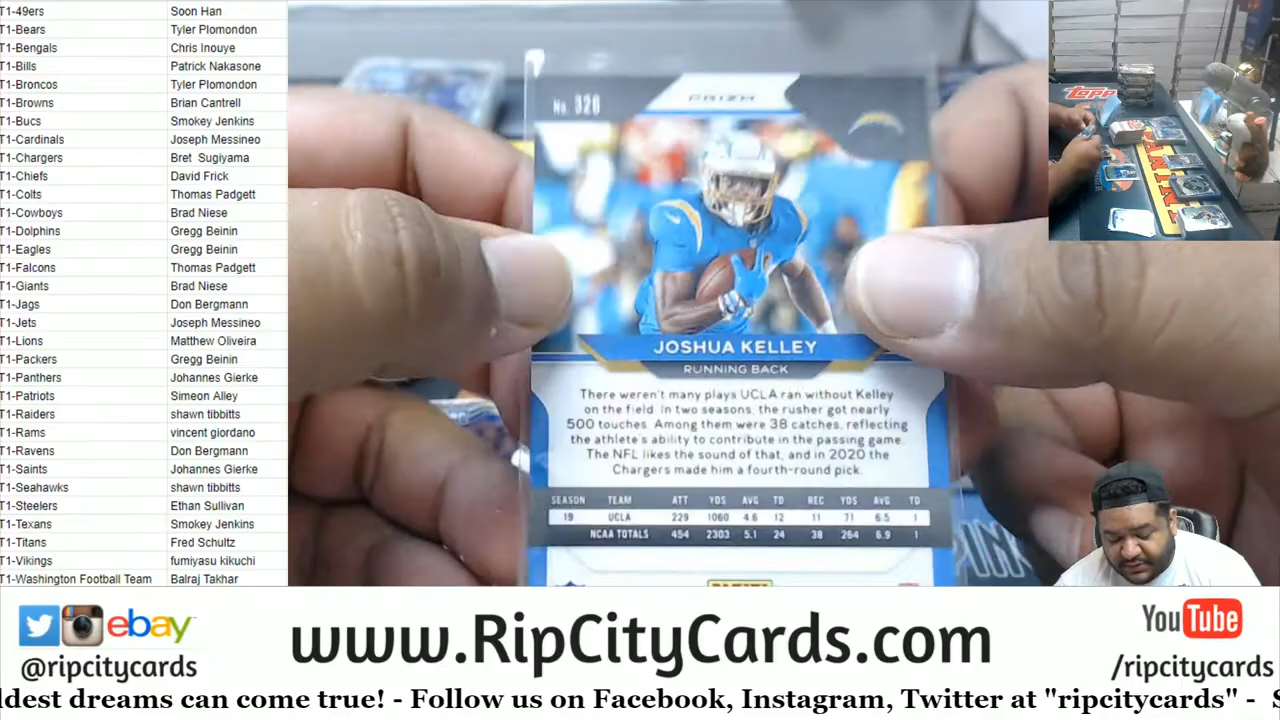 T1-49ers Soon Han
T1-Bears Tyler Plomondon
T1-Bengals Chris Inouye
T1-Bills Patrick Nakasone
T1-Broncos Tyler Plomondon
T1-Browns Brian Cantrell
T1-Bucs Smokey Jenkins
T1-Cardinals Joseph Messineo
T1-Chargers Bret Sugiyama
T1-Chiefs David Frick
T1-Colts Thomas Padgett
T1-Cowboys Brad Niese
T1-Dolphins Gregg Beinin
T1-Eagles Gregg Beinin
T1-Falcons Thomas Padgett
T1-Giants Brad Niese
T1-Jags Don Bergmann
T1-Jets Joseph Messineo
T1-Lions Matthew Oliveira
T1-Packers Gregg Beinin
T1-Panthers Johannes Gierke
T1-Patriots Simeon Alley
T1-Raiders shawn tibbitts
T1-Rams vincent giordano
T1-Ravens Don Bergmann
T1-Saints Johannes Gierke
T1-Seahawks shawn tibbitts
T1-Steelers Ethan Sullivan
T1-Texans Smokey Jenkins
T1-Titans Fred Schultz
T1-Vikings fumiyasu kikuchi
T1-Washington Football Team Balraj Takhar
No. 328
PRIZM
JOSHUA KELLEY
RUNNING BACK
There weren't many plays UCLA ran without Kelley
on the field. In two seasons, the rusher got nearly
500 touches. Among them were 38 catches, reflecting
the athlete's ability to contribute in the passing game.
The NFL likes the sound of that, and in 2020 the
Chargers made him a fourth-round pick.
SEASON TEAM ATT YDS AVG TD REC YDS AVG TD
19 UCLA 229 1060 4.6 12 11 71 6.5 1
NCAA TOTALS 454 2303 5.1 24 38 264 6.9 1
TOPPS
ebay
@ripcitycards
www.RipCityCards.com
YouTube
/ripcitycards
ldest dreams can come true! - Follow us on Facebook, Instagram, Twitter at "ripcitycards" - S